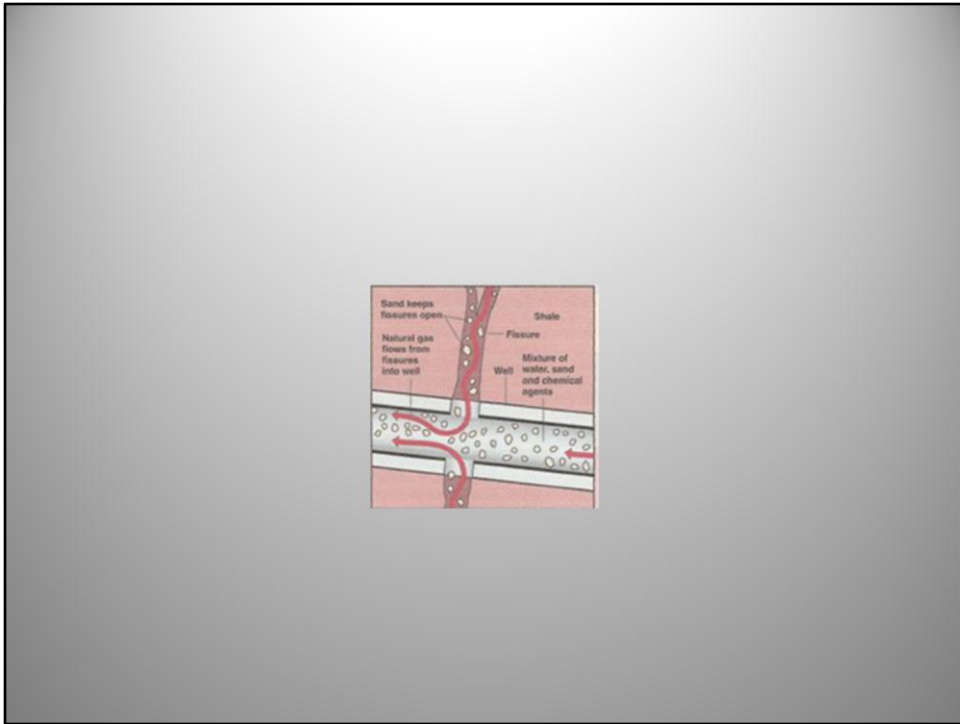 Sand keeps
fissures open
Shale
Fissure
Natural gas
flows from
fissures
into well
Well
Mixture of
water, sand
and chemical
agents